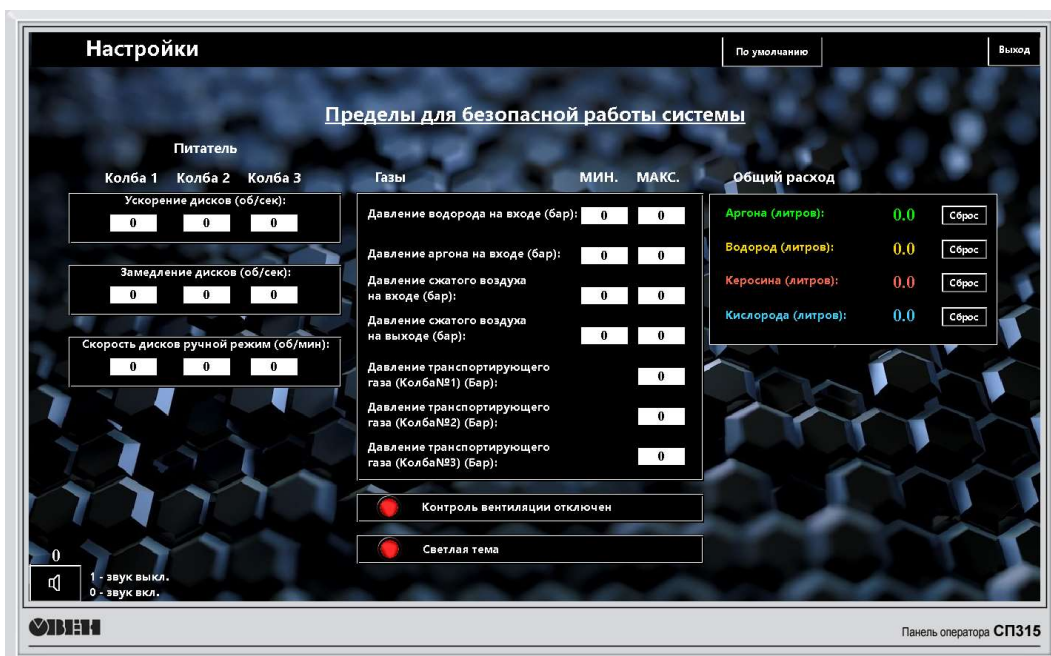 Настройки
По умолчанию
Выход
Пределы для безопасной работы системы
Питатель
Колба 1 Колба 2 Колба 3
Ускорение дисков (об/сек):
0 0 0
Замедление дисков (об/сек):
0 0 0
Скорость дисков ручной режим (об/мин):
0 0 0
Газы МИН. МАКС.
Давление водорода на входе (бар): 0 0
Давление аргона на входе (бар): 0 0
Давление сжатого воздуха
на входе (бар): 0 0
Давление сжатого воздуха
на выходе (бар): 0 0
Давление транспортирующего
газа (Колба№1) (Бар): 0
Давление транспортирующего
газа (Колба№2) (Бар): 0
Давление транспортирующего
газа (Колба№3) (Бар): 0
Контроль вентиляции отключен
Светлая тема
Общий расход
Аргона (литров): 0.0 Сброс
Водород (литров): 0.0 Сброс
Керосина (литров): 0.0 Сброс
Кислорода (литров): 0.0 Сброс
0
1 - звук выкл.
0 - звук вкл.
ОВЕН
Панель оператора СП315